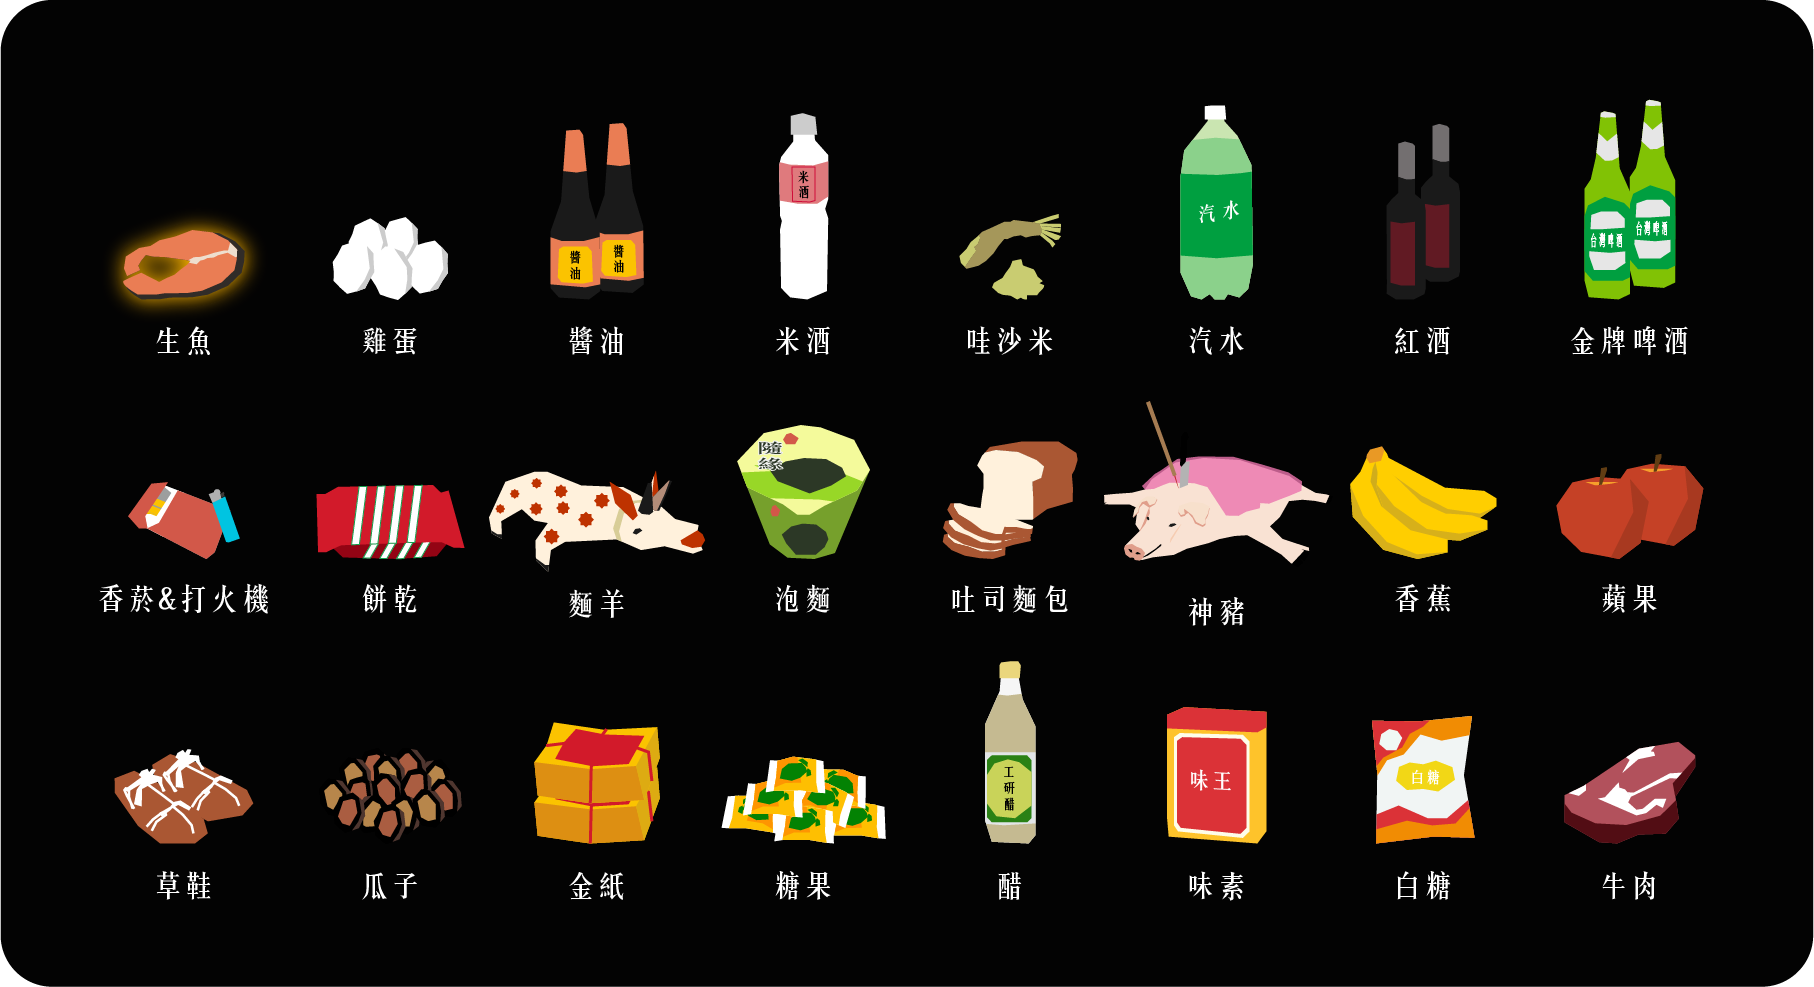 醬油
醬油
米酒
汽水
台灣啤酒
台灣啤酒
生魚
雞蛋
醬油
米酒
哇沙米
汽水
紅酒
金牌啤酒
隨緣
香菸&打火機
餅乾
麵羊
泡麵
吐司麵包
神豬
香蕉
蘋果
工研醋
味王
白糖
草鞋
瓜子
金紙
糖果
醋
味素
白糖
牛肉